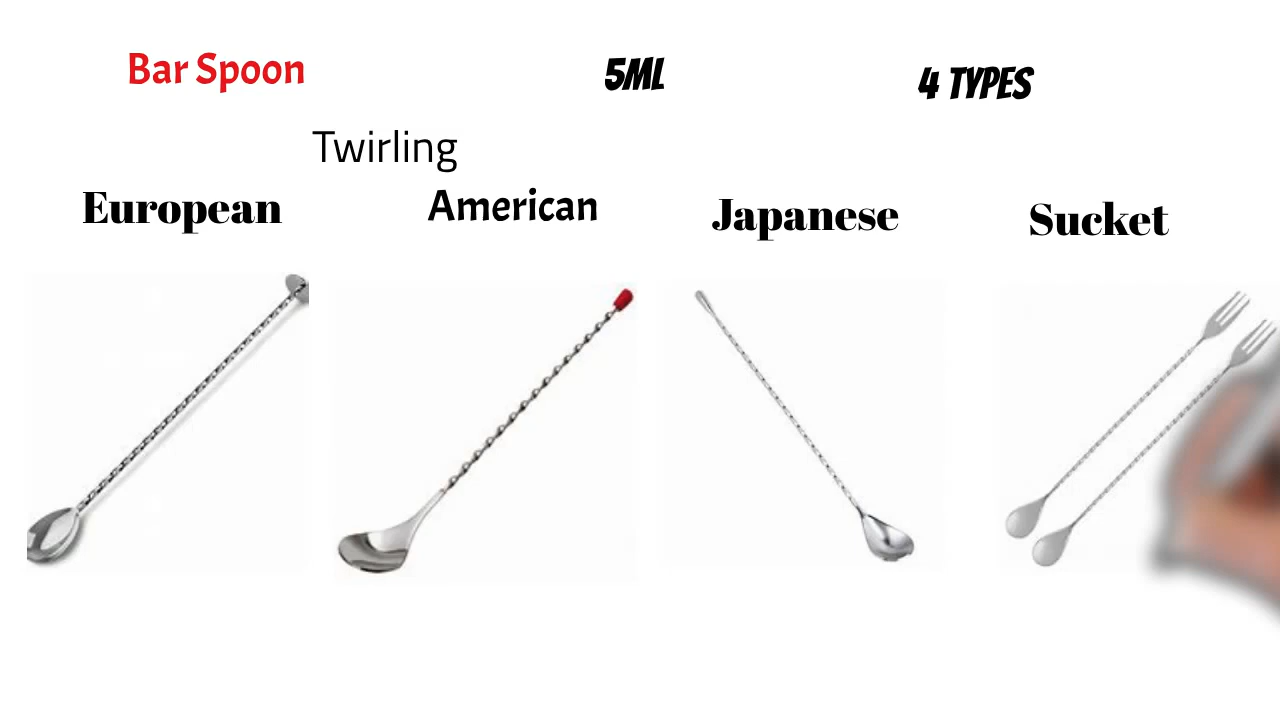 Bar Spoon
5ML
4 TYPES
Twirling
European
American
Japanese
Sucket